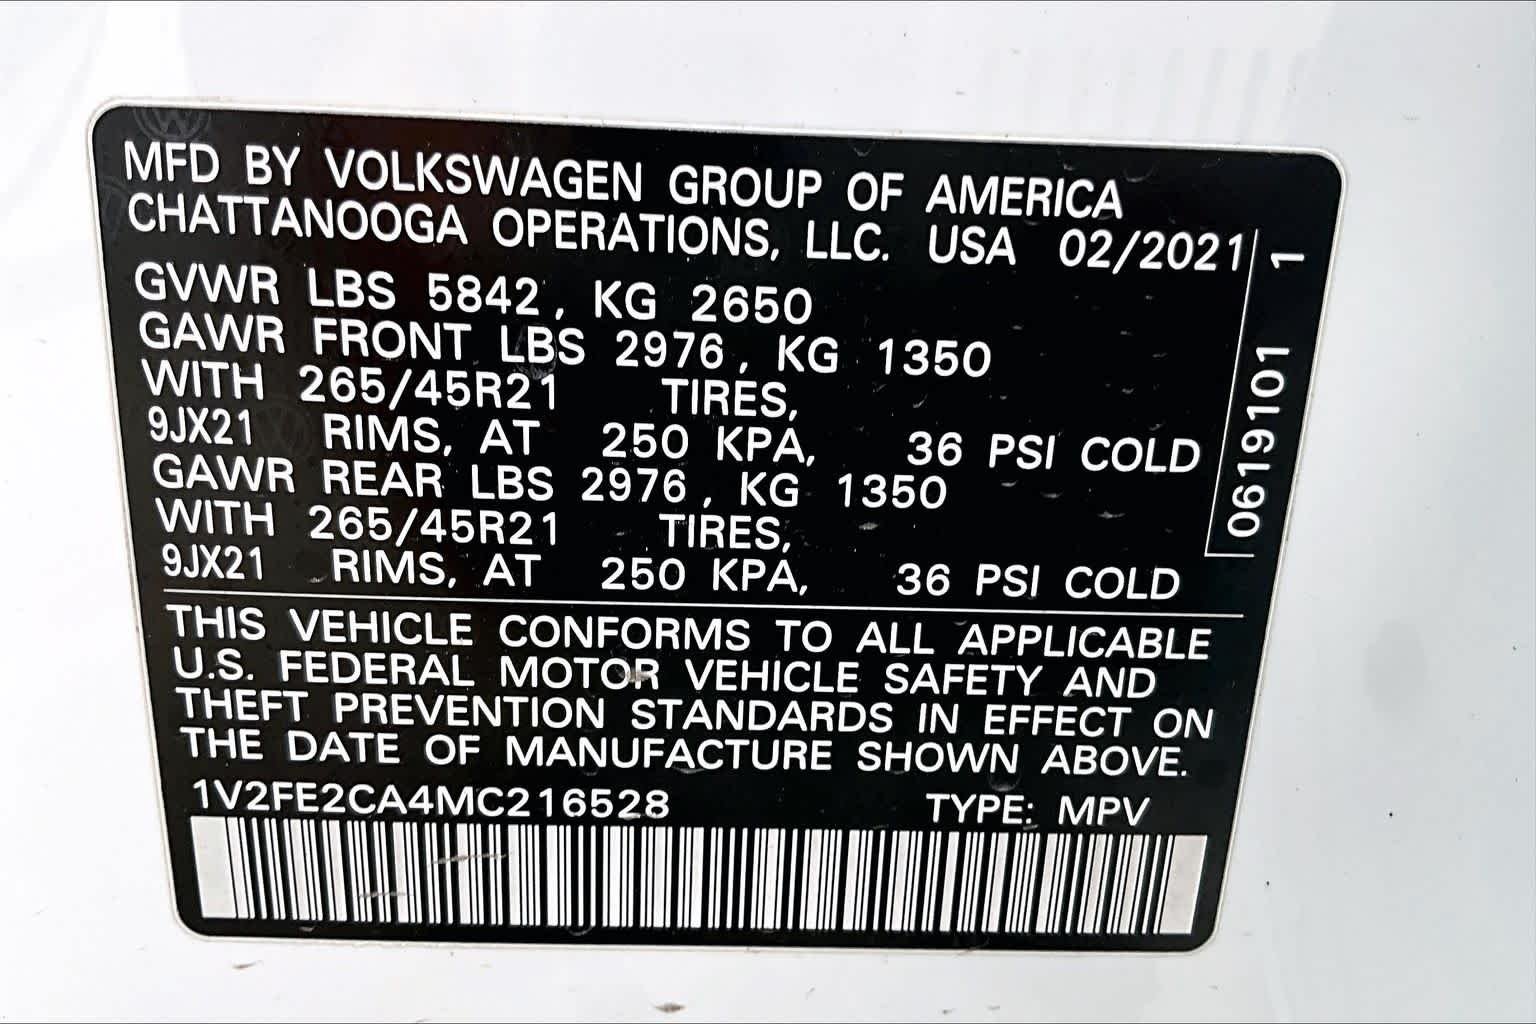 MFD BY VOLKSWAGEN GROUP OF AMERICA
CHATTANOOGA OPERATIONS, LLC. USA 02/2021
GVWR LBS 5842, KG 2650
GAWR FRONT LBS 2976, KG 1350
WITH 265/45R21 TIRES,
9JX21 RIMS, AT 250 KPA, 36 PSI COLD
GAWR REAR LBS 2976, KG 1350
WITH 265/45R21 TIRES,
9JX21 RIMS, AT 250 KPA, 36 PSI COLD
0619101 1
THIS VEHICLE CONFORMS TO ALL APPLICABLE
U.S. FEDERAL MOTOR VEHICLE SAFETY AND
THEFT PREVENTION STANDARDS IN EFFECT ON
THE DATE OF MANUFACTURE SHOWN ABOVE.
1V2FE2CA4MC216528 TYPE: MPV